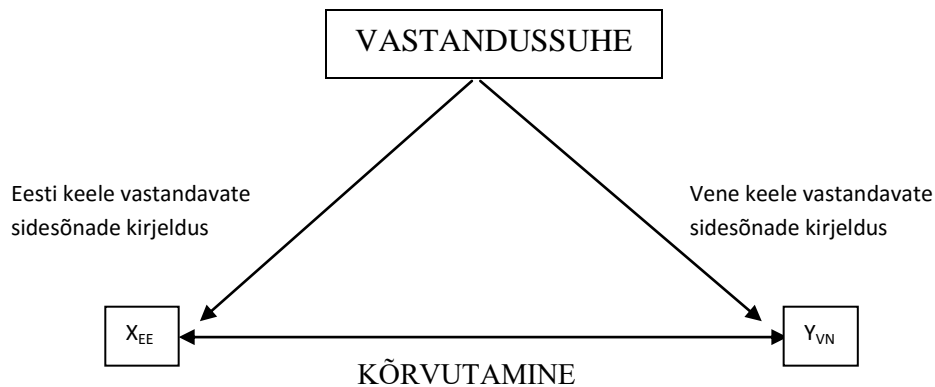 VASTANDUSSUHE
Eesti keele vastandavate
sidesõnade kirjeldus
Vene keele vastandavate
sidesõnade kirjeldus
X_EE
Y_VN
KÕRVUTAMINE